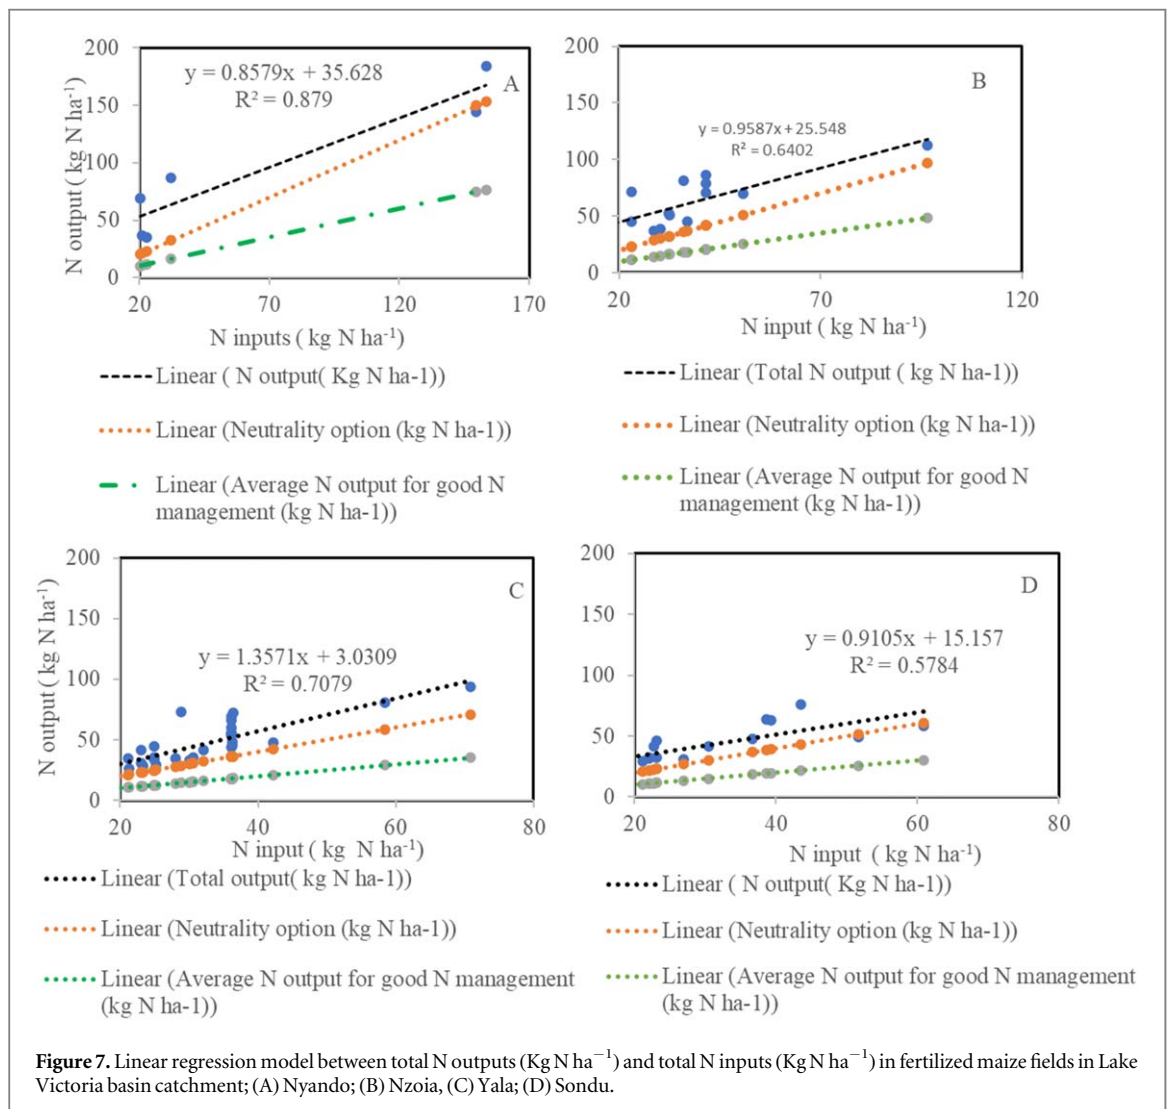 200
150
100
50
0
N output ( kg N ha⁻¹)
y = 0.8579x + 35.628
R² = 0.879
A
20 70 120 170
N inputs ( kg N ha⁻¹)
Linear ( N output( Kg N ha-1))
Linear (Neutrality option (kg N ha-1))
Linear (Average N output for good N
management (kg N ha-1))
200
150
100
50
0
y = 0.9587x+25.548
R² = 0.6402
B
20 70 120
N input ( kg N ha⁻¹)
Linear (Total N output ( kg N ha-1))
Linear (Neutrality option (kg N ha-1))
Linear (Average N output for good N
management (kg N ha-1))
200
150
100
50
0
N output ( kg N ha⁻¹)
y = 1.3571x + 3.0309
R² = 0.7079
C
20 40 60 80
N input ( kg N ha⁻¹)
Linear (Total output( kg N ha-1))
Linear (Neutrality option (kg N ha-1))
Linear (Average N output for good N management
(kg N ha-1))
200
150
100
50
0
y = 0.9105x + 15.157
R² = 0.5784
D
20 40 60 80
N input ( kg N ha⁻¹)
Linear ( N output( Kg N ha-1))
Linear (Neutrality option (kg N ha-1))
Linear (Average N output for good N management
(kg N ha-1))
Figure 7. Linear regression model between total N outputs (Kg N ha⁻¹) and total N inputs (Kg N ha⁻¹) in fertilized maize fields in Lake
Victoria basin catchment; (A) Nyando; (B) Nzoia, (C) Yala; (D) Sondu.